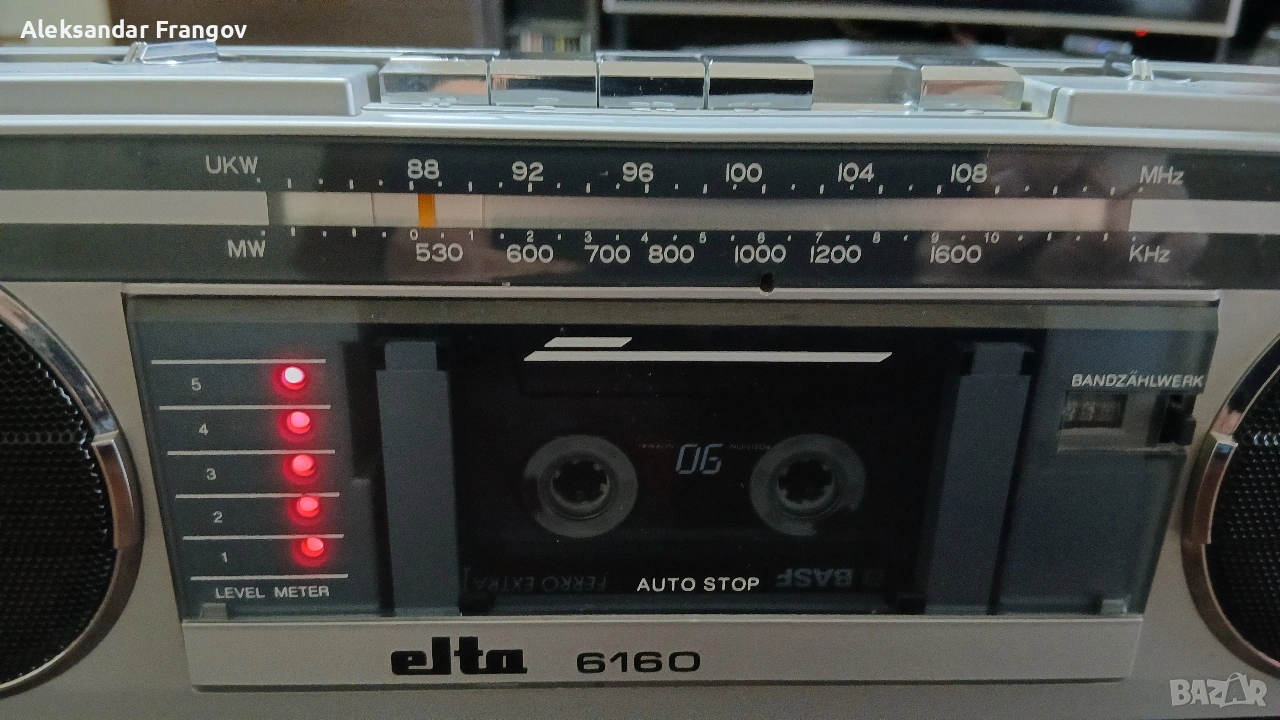 Aleksandar Frangov
UKW 88 92 96 100 104 108 MHz
0 1 2 3 4 5 6 7 8 9 10
MW 530 600 700 800 1000 1200 1600 KHz
BANDZÄHLWERK
5
4
3
2
1
LEVEL METER
90
FERRO EXTRA I
BASF
AUTO STOP
elta 6160
BAZAR